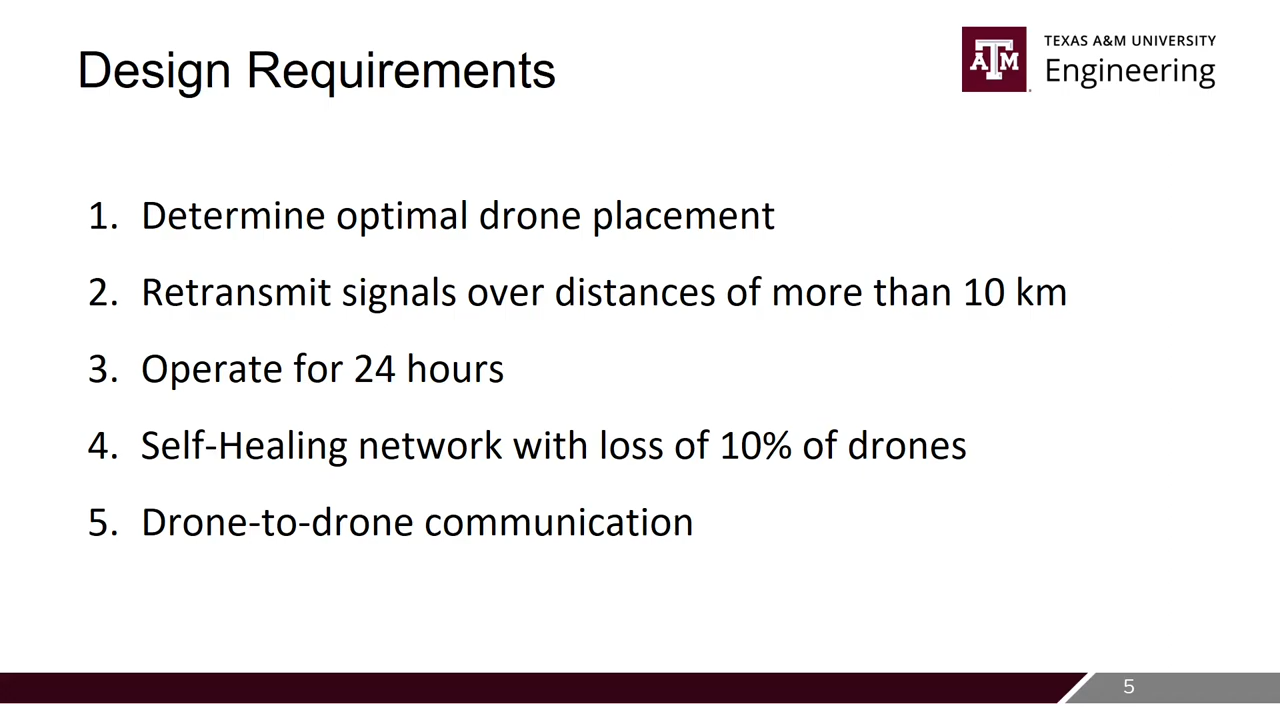 Design Requirements
TEXAS A&M UNIVERSITY
Engineering
ATM
1. Determine optimal drone placement
2. Retransmit signals over distances of more than 10 km
3. Operate for 24 hours
4. Self-Healing network with loss of 10% of drones
5. Drone-to-drone communication
5